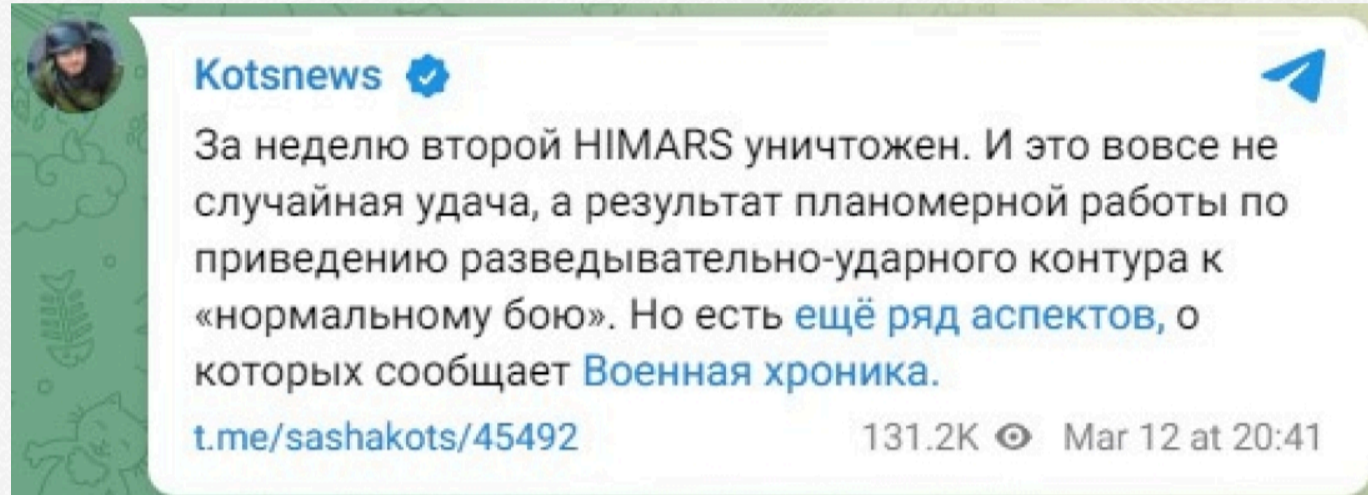 Kotsnews
За неделю второй HIMARS уничтожен. И это вовсе не
случайная удача, а результат планомерной работы по
приведению разведывательно-ударного контура к
«нормальному бою». Но есть ещё ряд аспектов, о
которых сообщает Военная хроника.
t.me/sashakots/45492 131.2K Mar 12 at 20:41